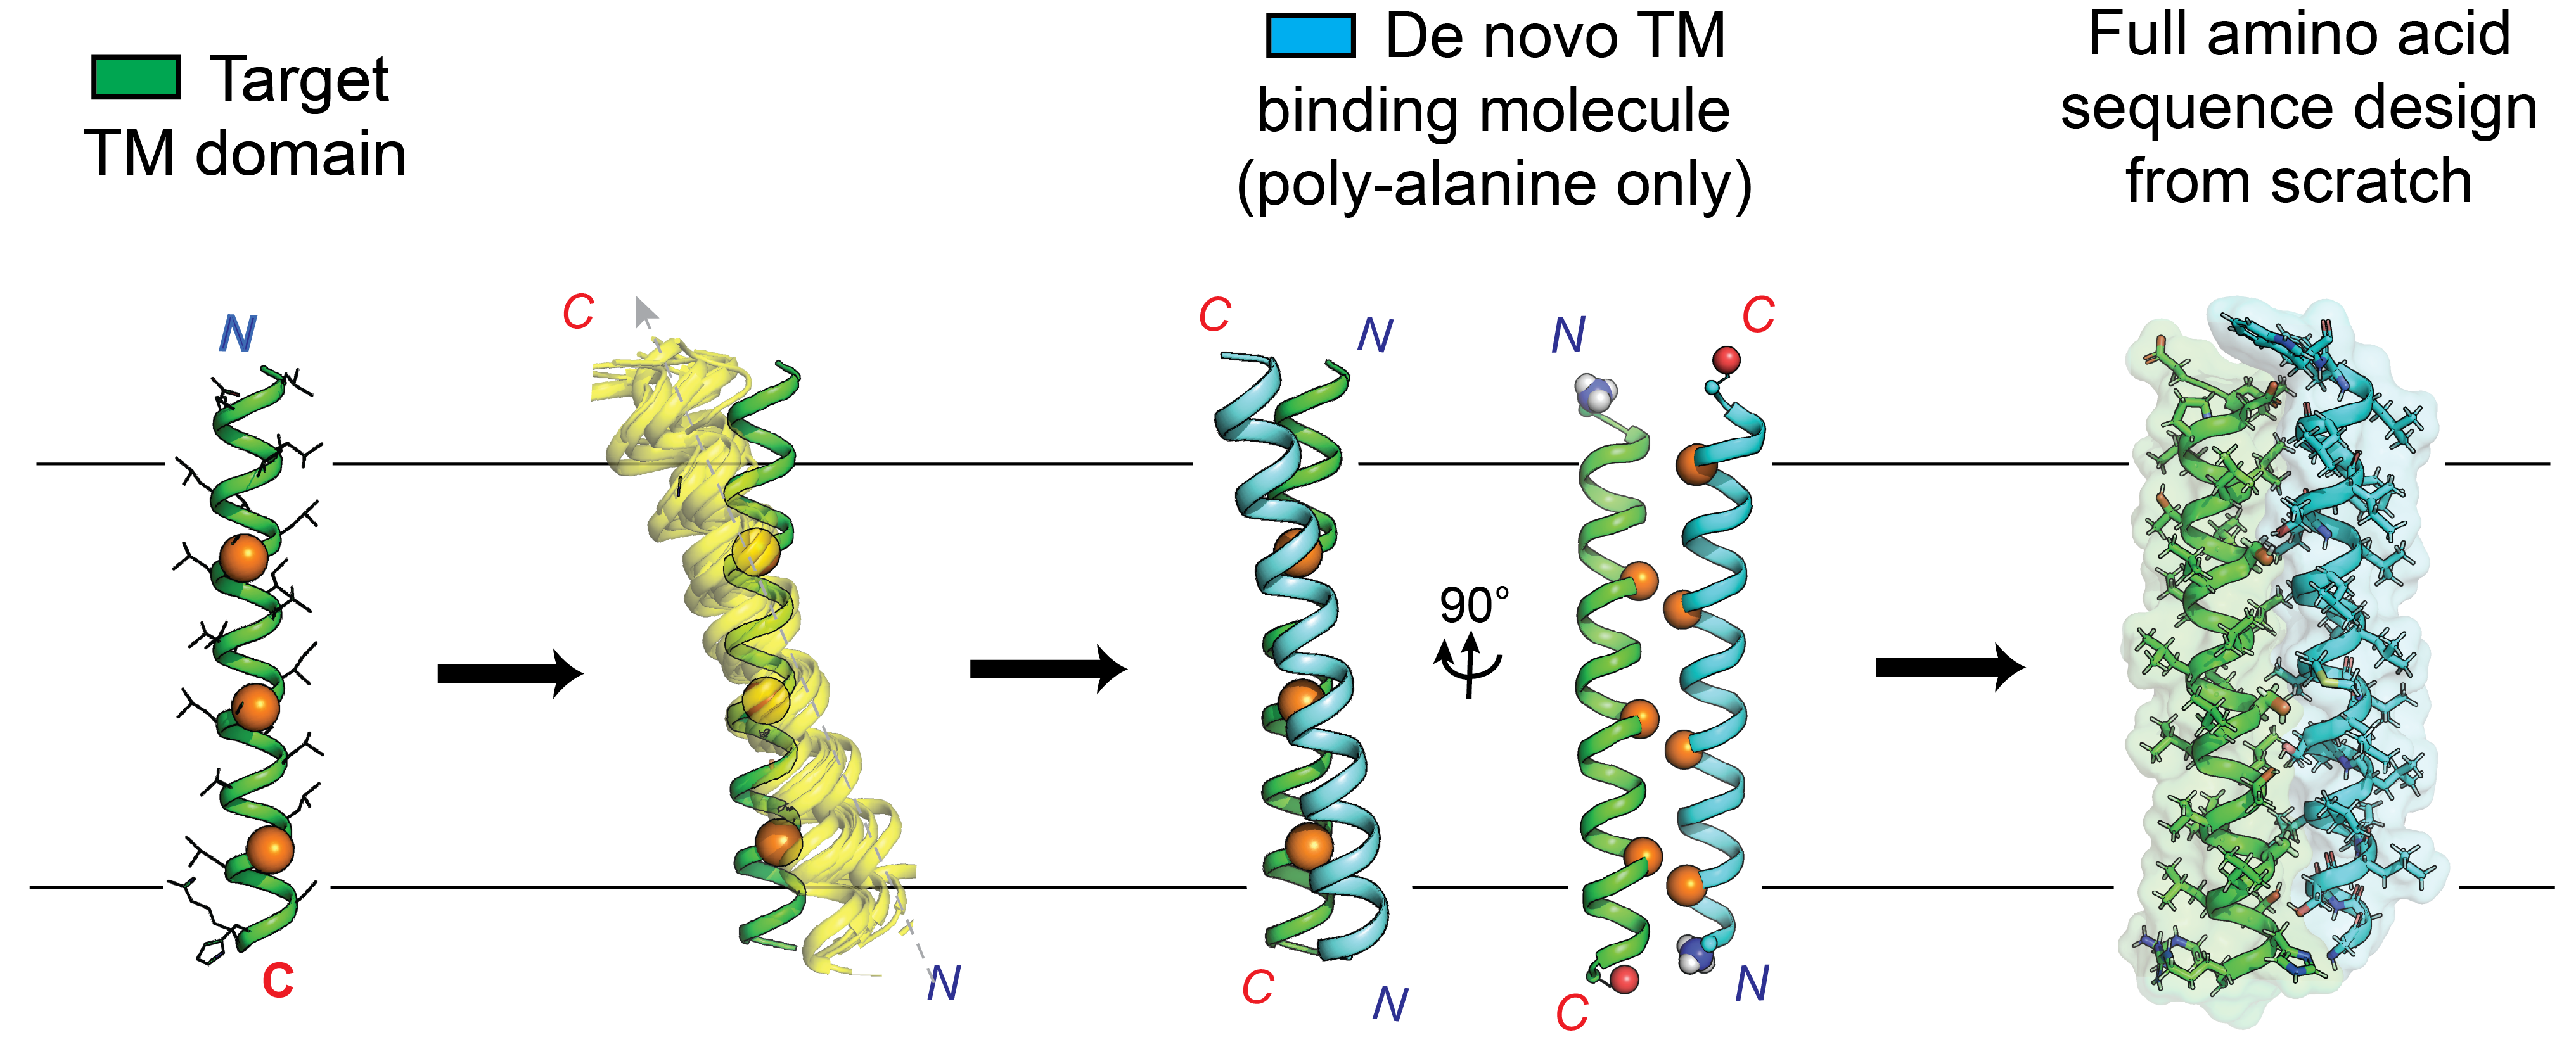 Target
TM domain
De novo TM
binding molecule
(poly-alanine only)
Full amino acid
sequence design
from scratch
N
C
C
N
C
N
C
N
90°
N
C
C
N